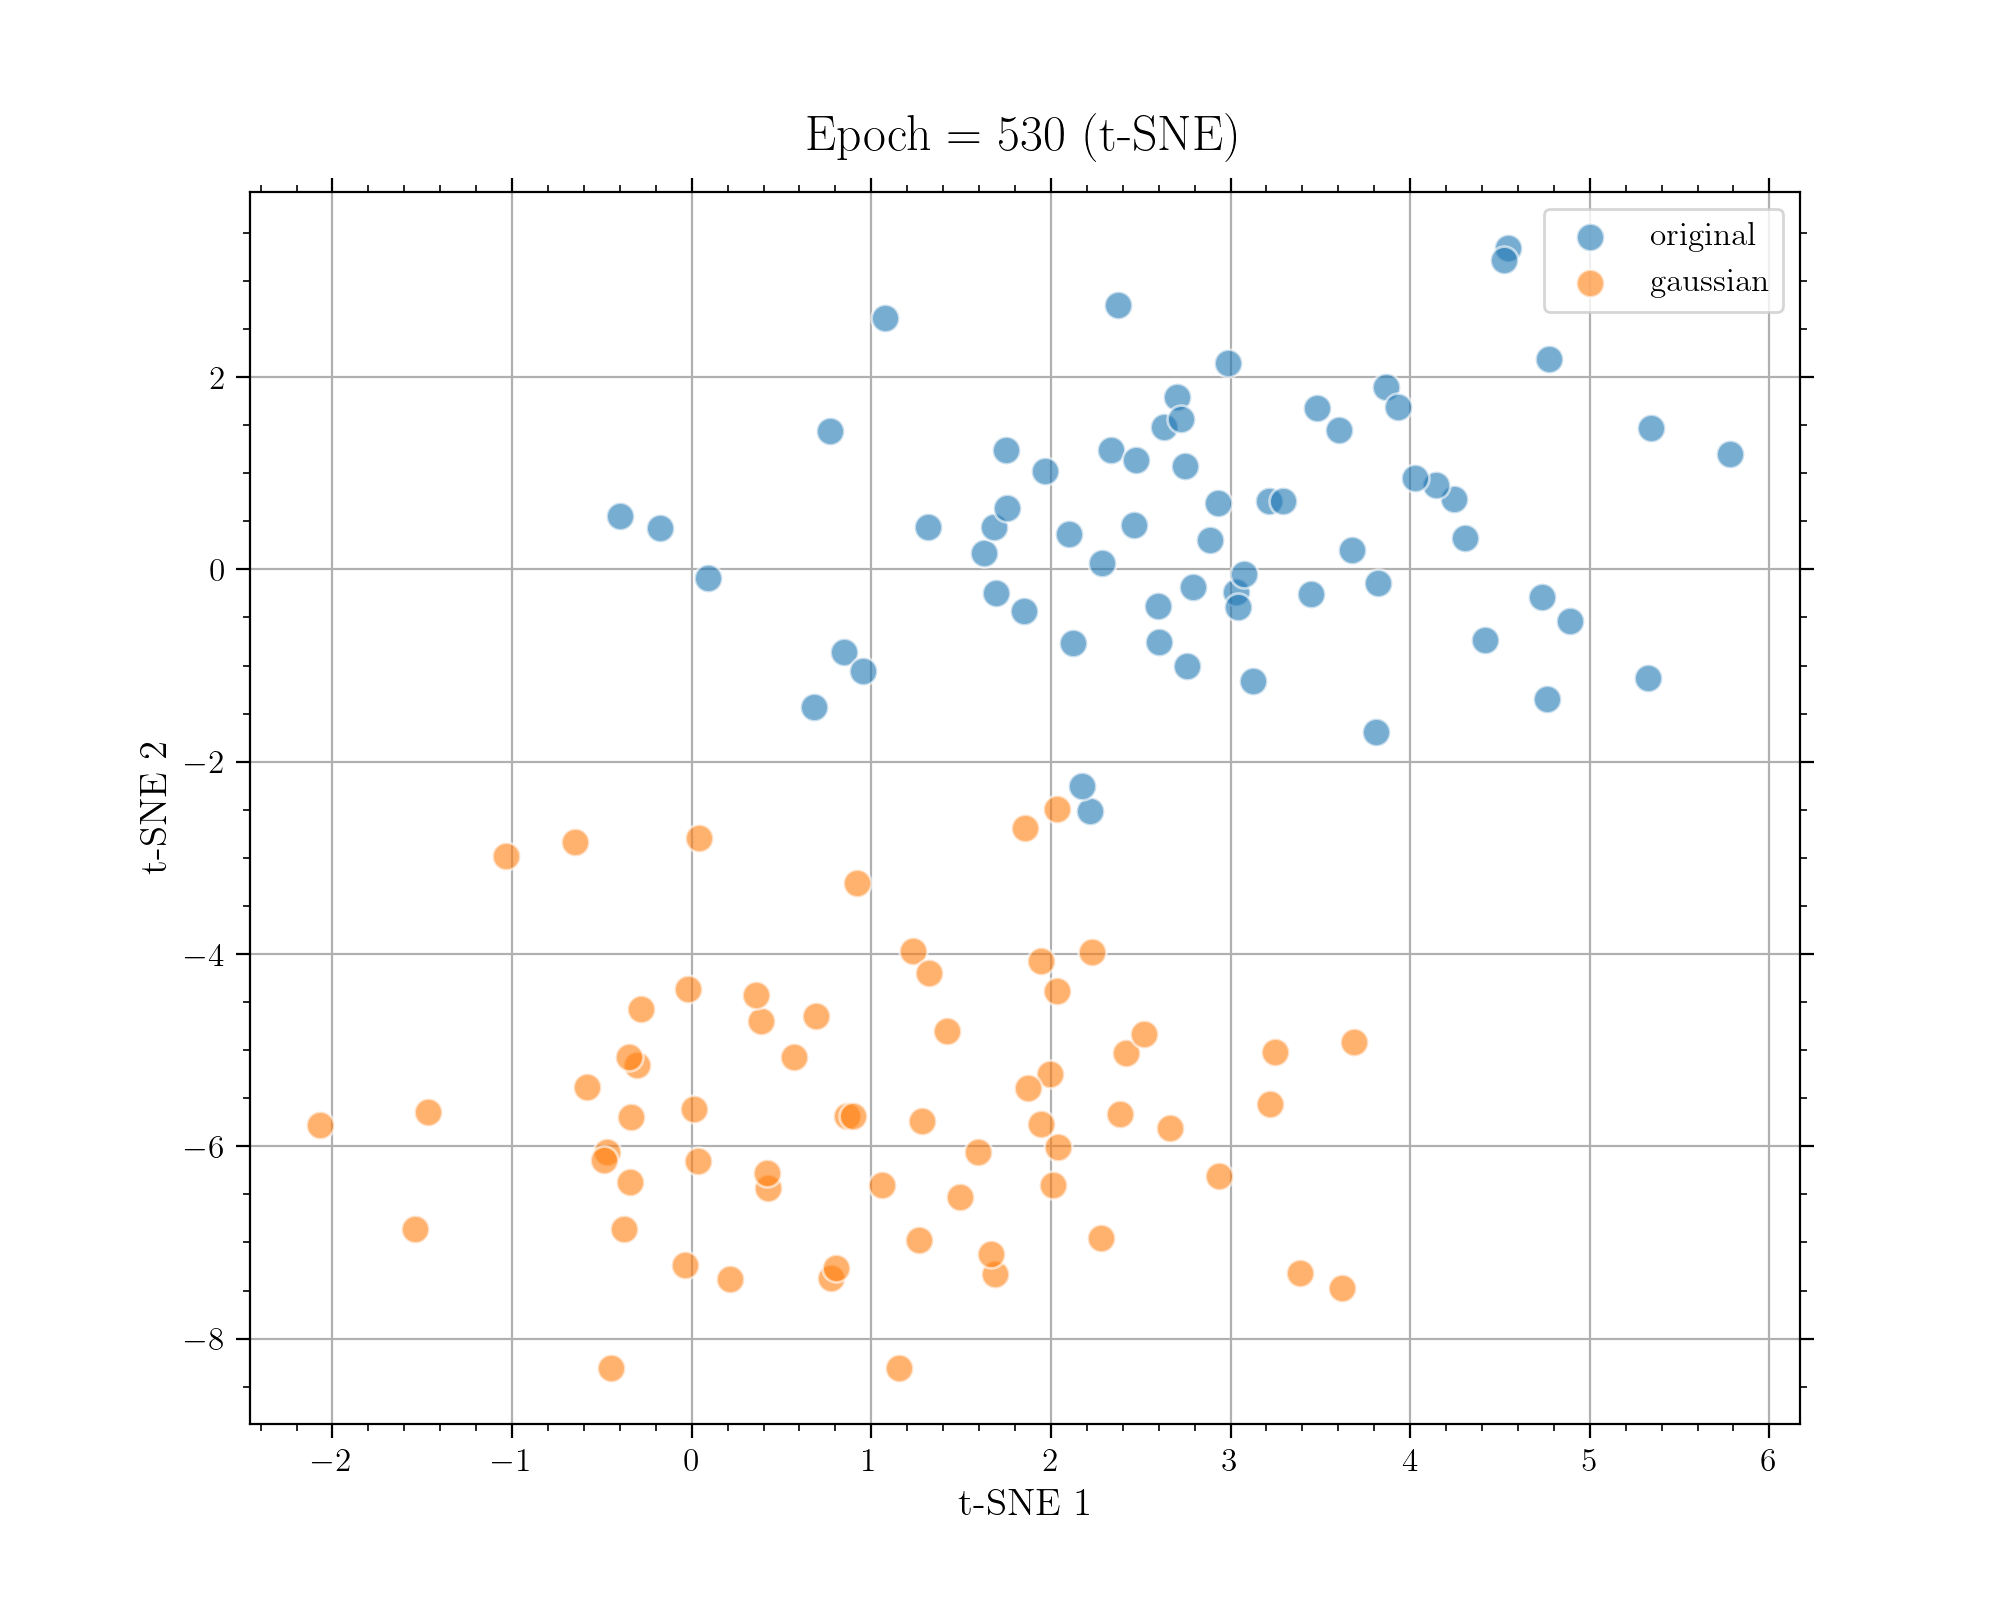 Epoch = 530 (t-SNE)
original
gaussian
t-SNE 2
2
0
−2
−4
−6
−8
−2 −1 0 1 2 3 4 5 6
t-SNE 1